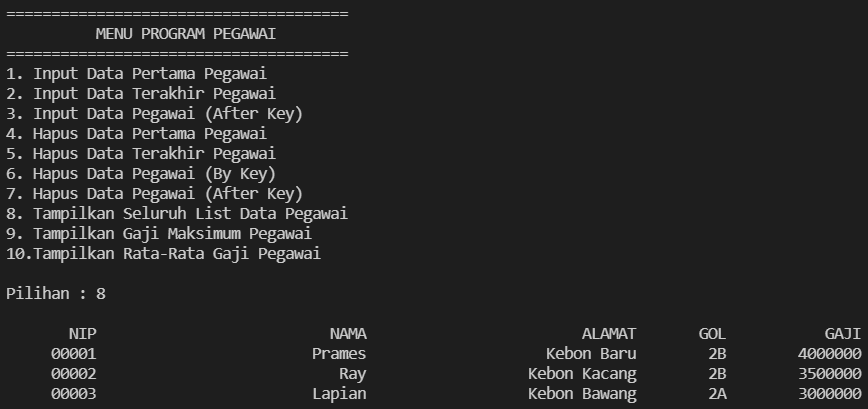 ======================================
MENU PROGRAM PEGAWAI
======================================
1. Input Data Pertama Pegawai
2. Input Data Terakhir Pegawai
3. Input Data Pegawai (After Key)
4. Hapus Data Pertama Pegawai
5. Hapus Data Terakhir Pegawai
6. Hapus Data Pegawai (By Key)
7. Hapus Data Pegawai (After Key)
8. Tampilkan Seluruh List Data Pegawai
9. Tampilkan Gaji Maksimum Pegawai
10.Tampilkan Rata-Rata Gaji Pegawai
Pilihan : 8
NIP NAMA ALAMAT GOL GAJI
00001 Prames Kebon Baru 2B 4000000
00002 Ray Kebon Kacang 2B 3500000
00003 Lapian Kebon Bawang 2A 3000000